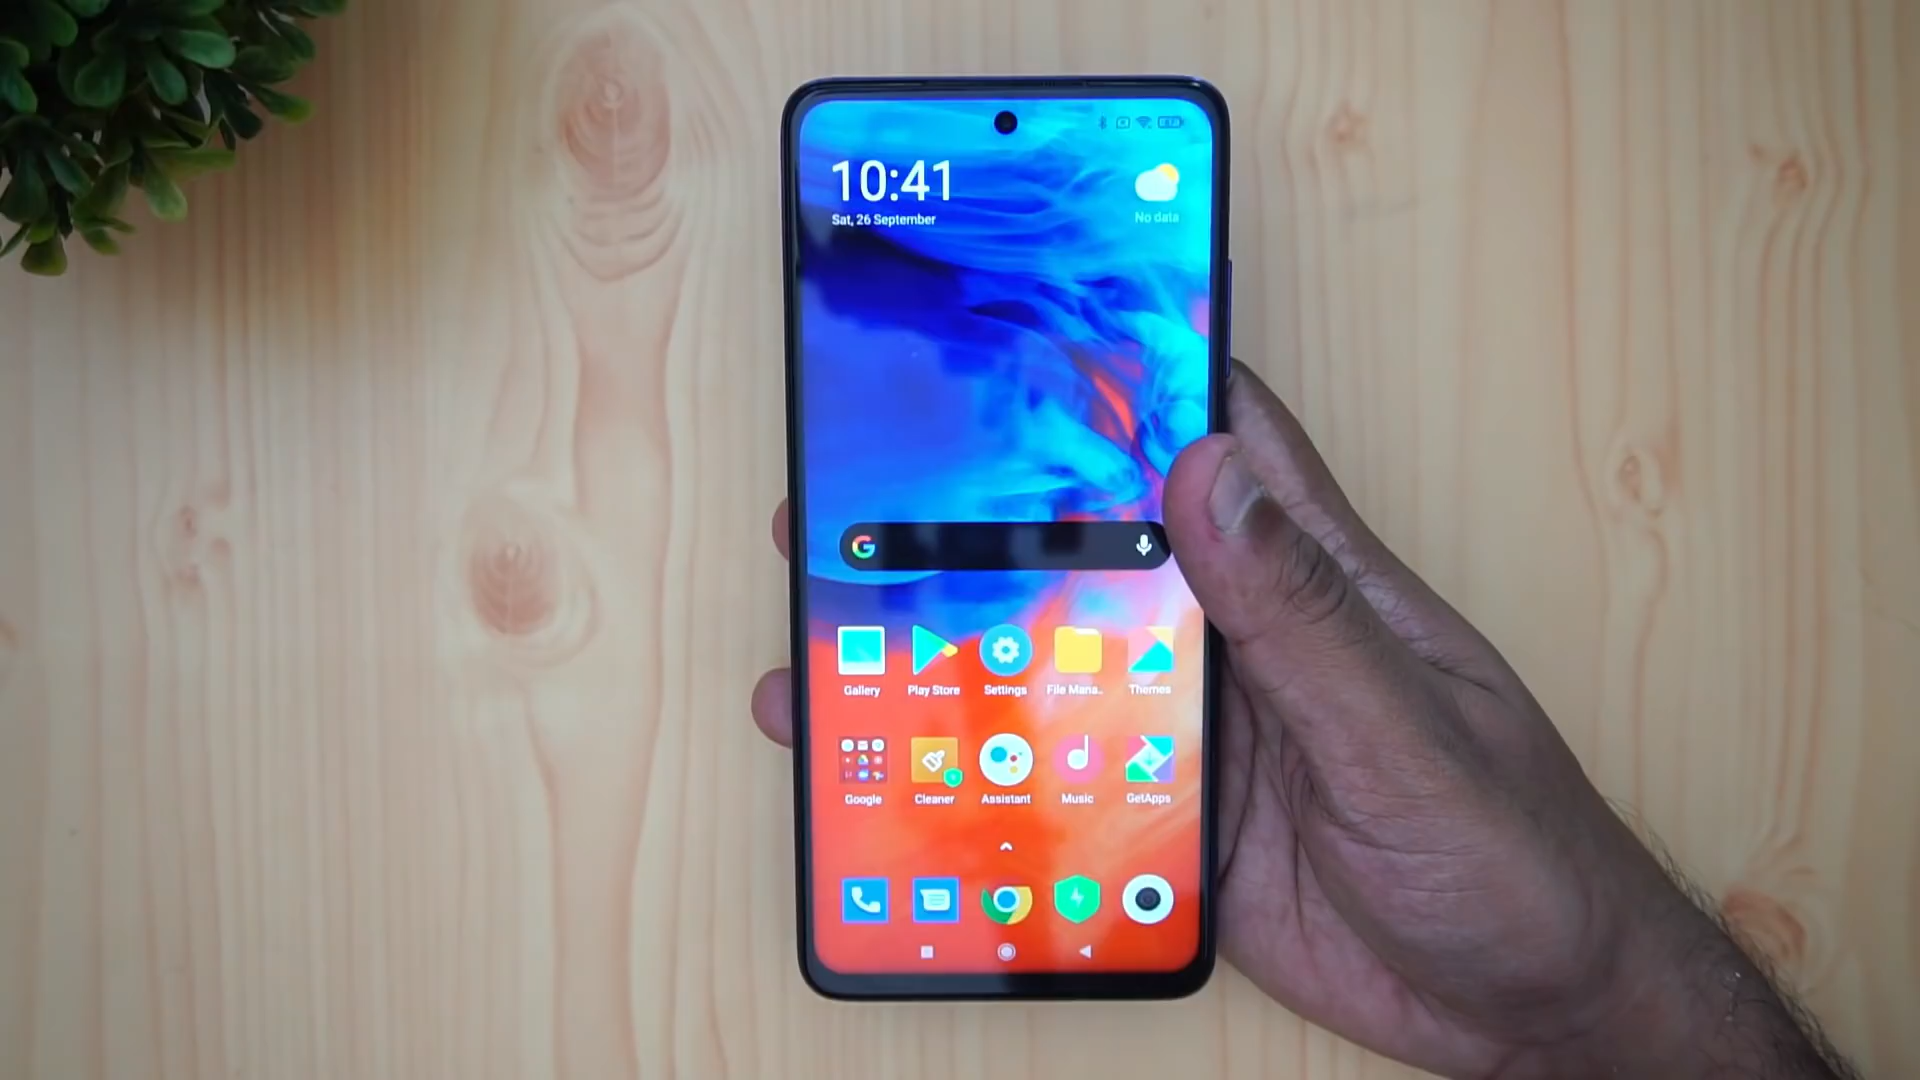 10:41
Sat, 26 September
No data
Gallery
Play Store
Settings
File Mana..
Themes
Google
Cleaner
Assistant
Music
GetApps